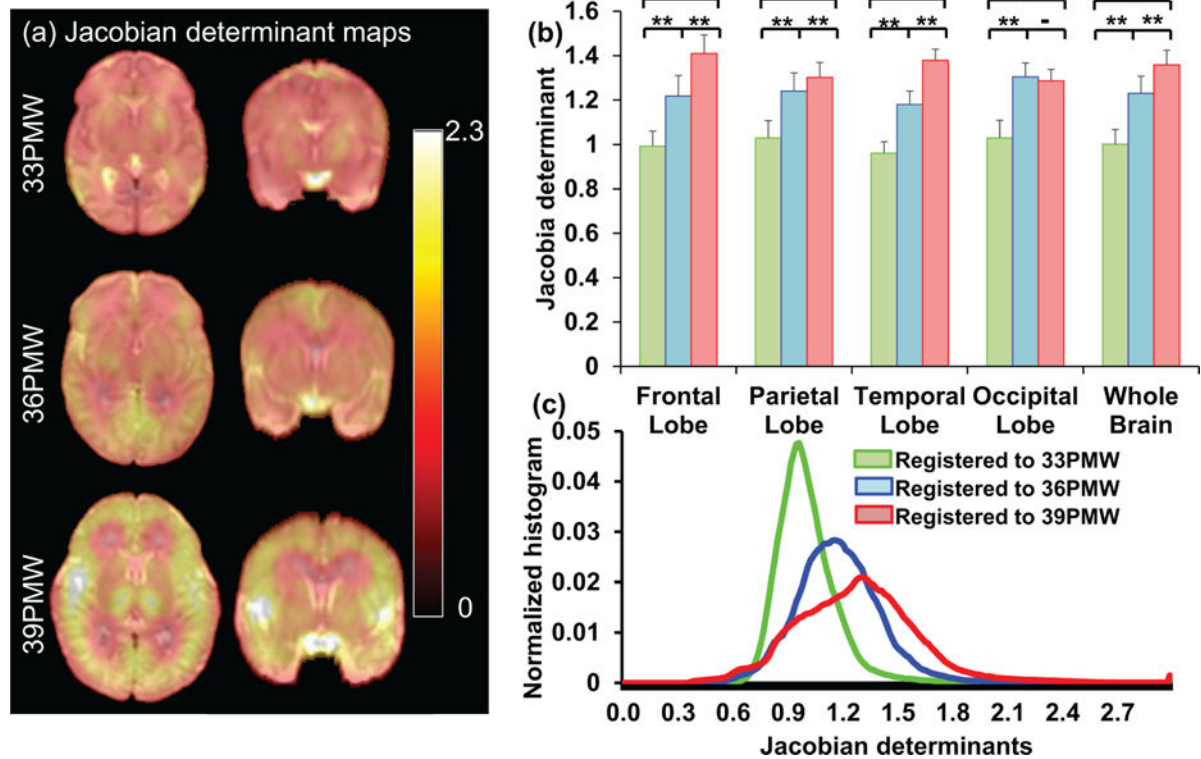 (a) Jacobian determinant maps
33PMW
36PMW
39PMW
2.3
0
(b)
Jacobia determinant
1.6
1.4
1.2
1
0.8
0.6
0.4
0.2
0
** **
** **
** **
** -
** **
Frontal Lobe
Parietal Lobe
Temporal Lobe
Occipital Lobe
Whole Brain
(c)
Normalized histogram
0.05
0.04
0.03
0.02
0.01
0
Registered to 33PMW
Registered to 36PMW
Registered to 39PMW
0.0 0.3 0.6 0.9 1.2 1.5 1.8 2.1 2.4 2.7
Jacobian determinants